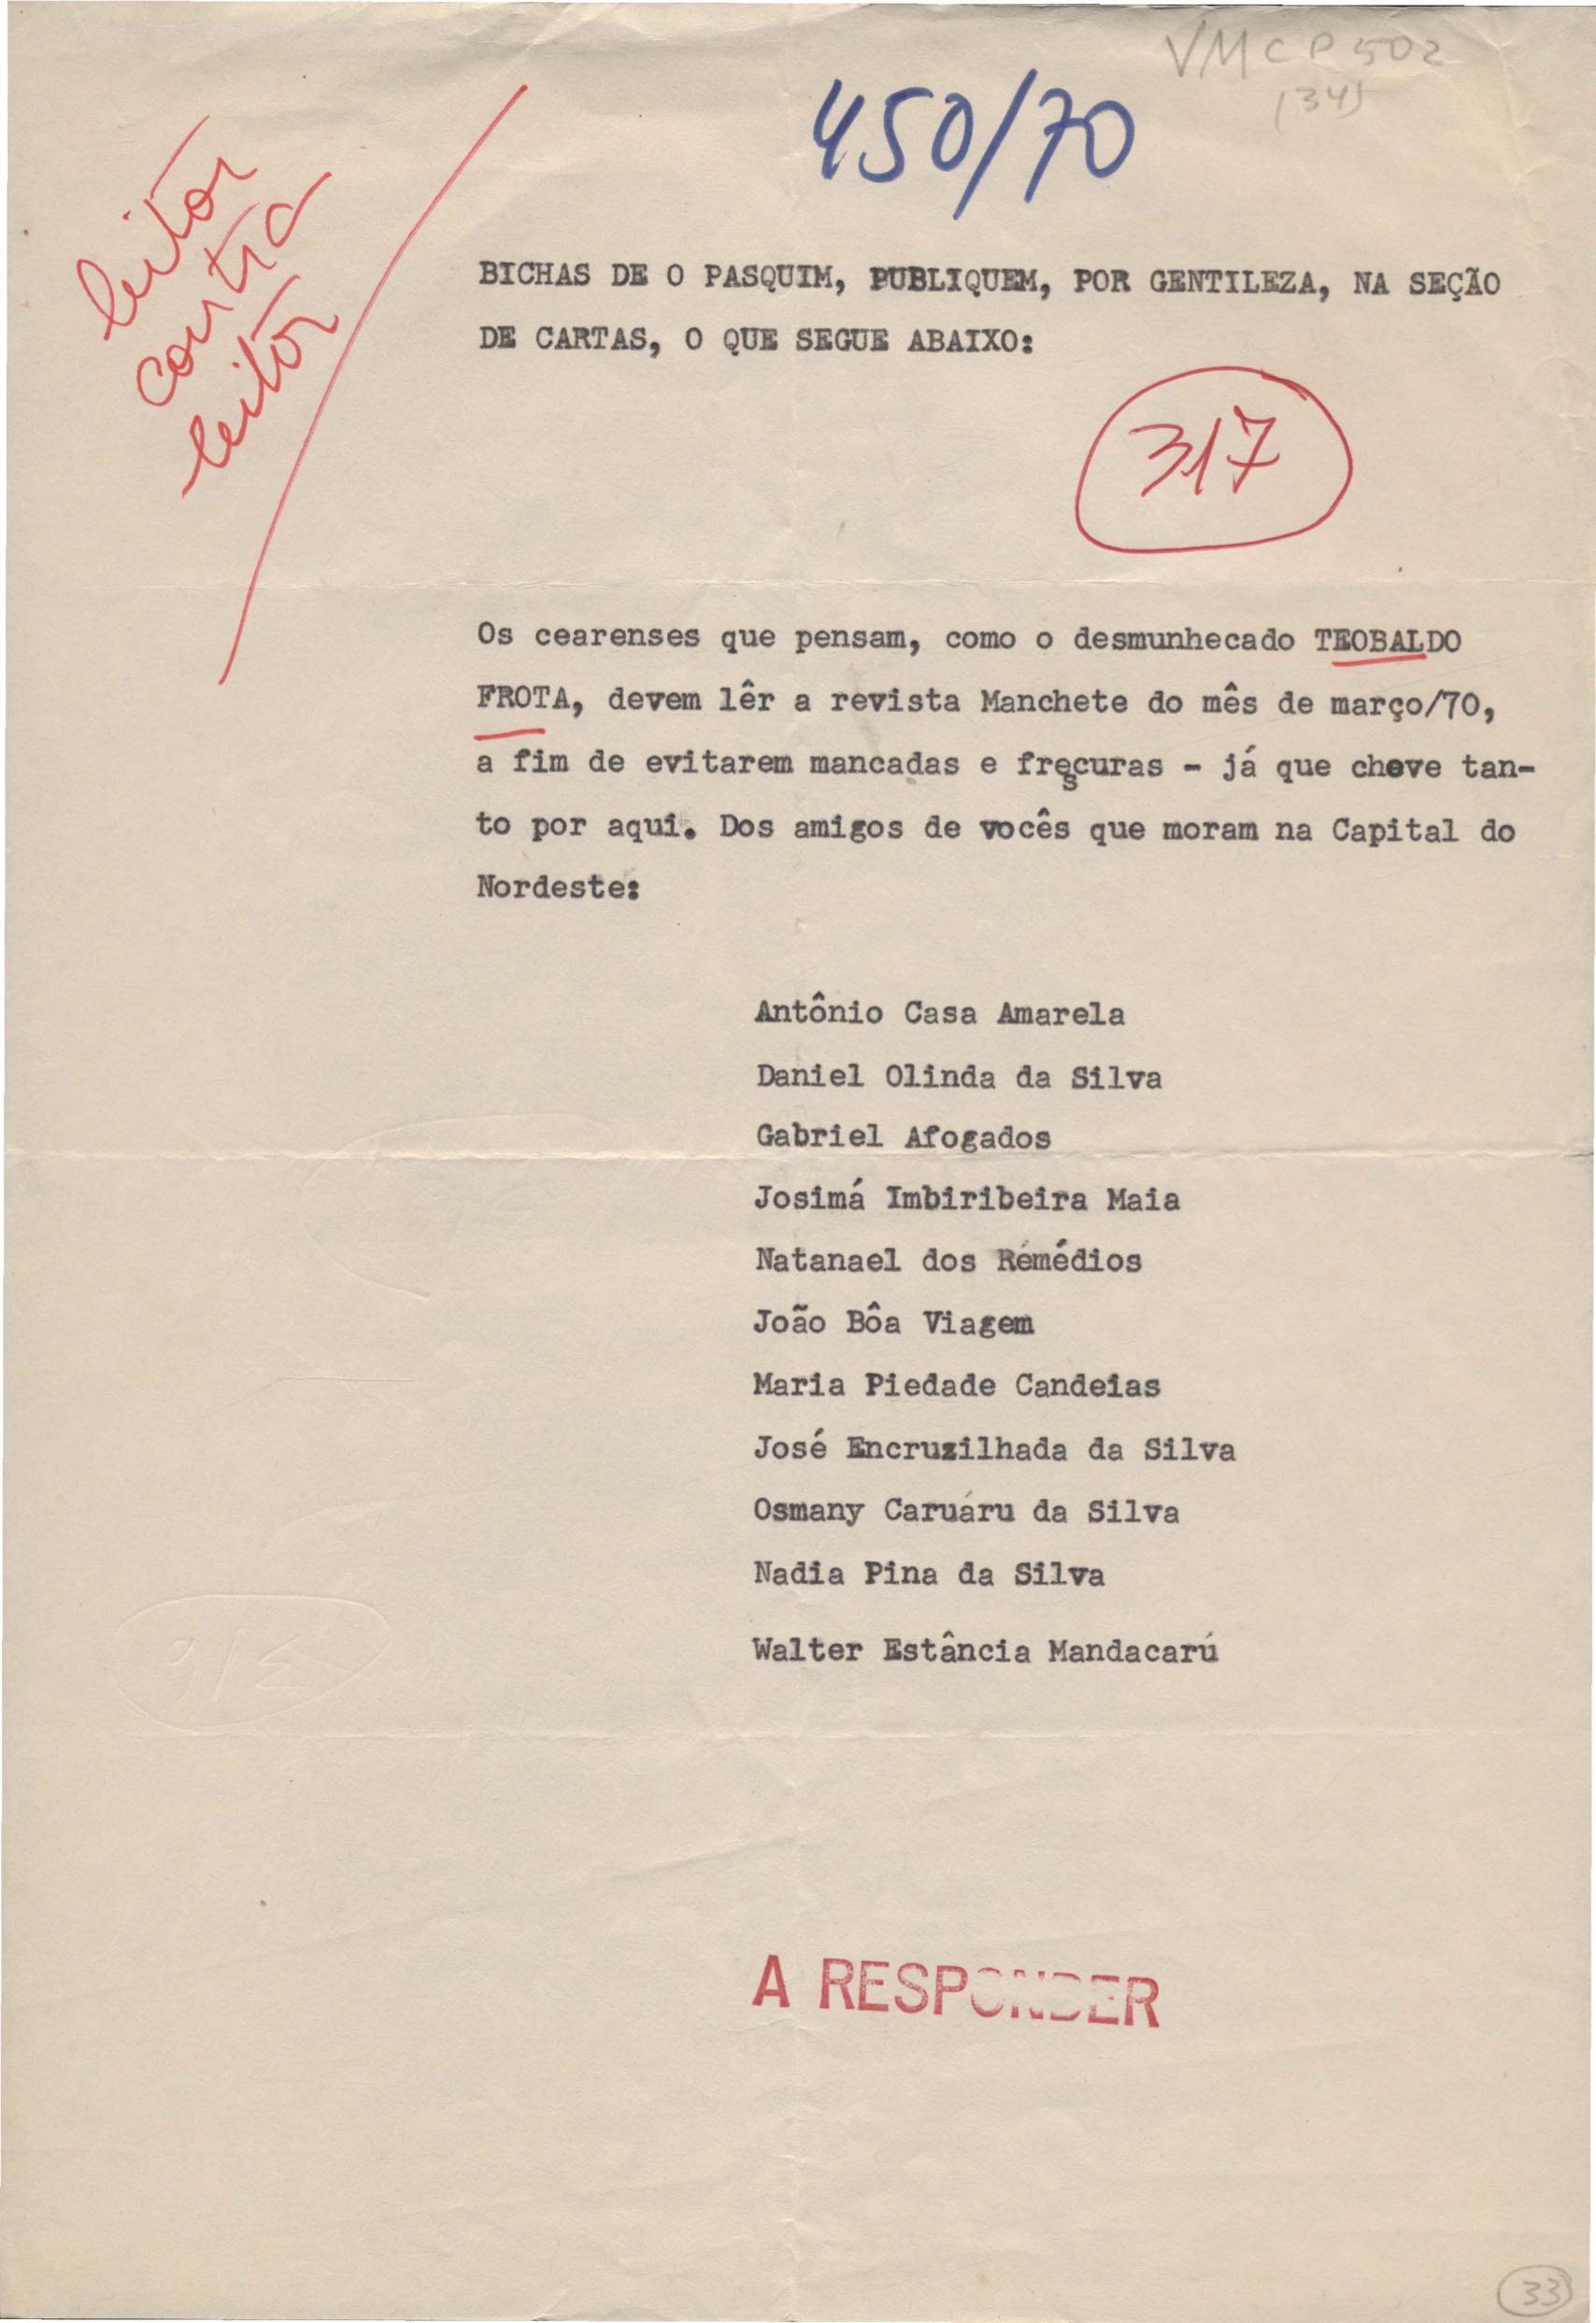 VMCP502
(34)
450/70
leitor
contra
leitor
BICHAS DE O PASQUIM, PUBLIQUEM, POR GENTILEZA, NA SEÇÃO
DE CARTAS, O QUE SEGUE ABAIXO:
317
Os cearenses que pensam, como o desmunhecado TEOBALDO
FROTA, devem lêr a revista Manchete do mês de março/70,
a fim de evitarem mancadas e frescuras - já que chove tan-
to por aqui. Dos amigos de vocês que moram na Capital do
Nordeste:
Antônio Casa Amarela
Daniel Olinda da Silva
Gabriel Afogados
Josimá Imbiribeira Maia
Natanael dos Rémédios
João Bôa Viagem
Maria Piedade Candeias
José Encruzilhada da Silva
Osmany Caruáru da Silva
Nadia Pina da Silva
Walter Estância Mandacarú
A RESPONDER
33